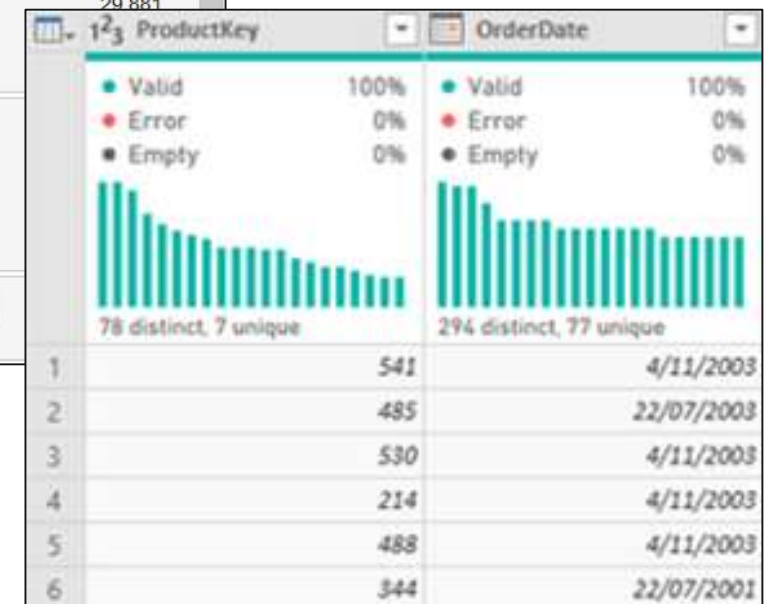 29,881
1²3 ProductKey OrderDate
Valid 100% Valid 100%
Error 0% Error 0%
Empty 0% Empty 0%
78 distinct, 7 unique 294 distinct, 77 unique
1 541 4/11/2003
2 485 22/07/2003
3 530 4/11/2003
4 214 4/11/2003
5 488 4/11/2003
6 344 22/07/2001